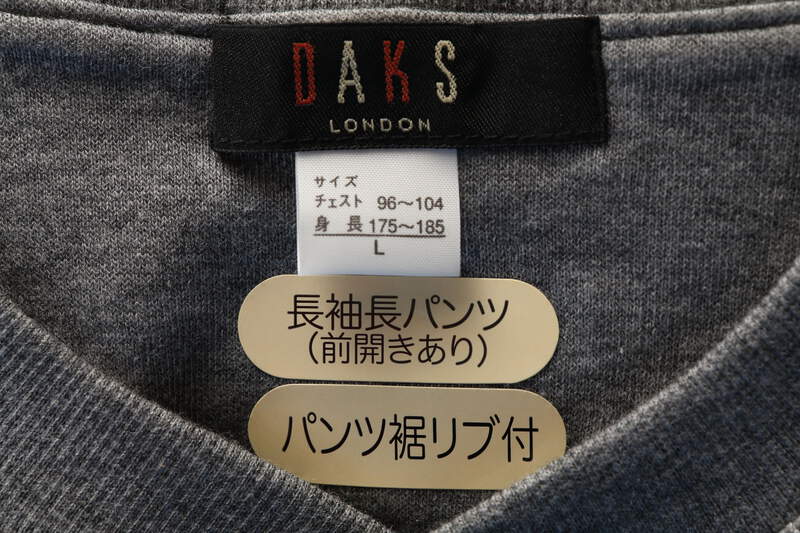 DAKS
LONDON
サイズ
チェスト 96〜104
身 長 175〜185
L
長袖長パンツ
(前開きあり)
パンツ裾リブ付